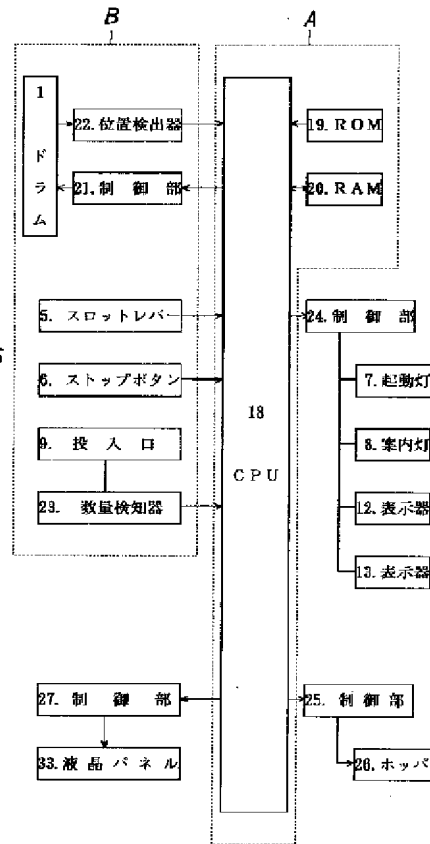 B
A
1
ド
ラ
ム
22.位置検出器
21.制 御 部
19.ROM
20.RAM
5. スロットレバー
24.制 御 部
6. ストップボタン
7.起動灯
9. 投 入 口
18
CPU
8.案内灯
23. 数量検知器
12.表示器
13.表示器
27.制 御 部
25.制 御 部
33.液晶パネル
26.ホッパ